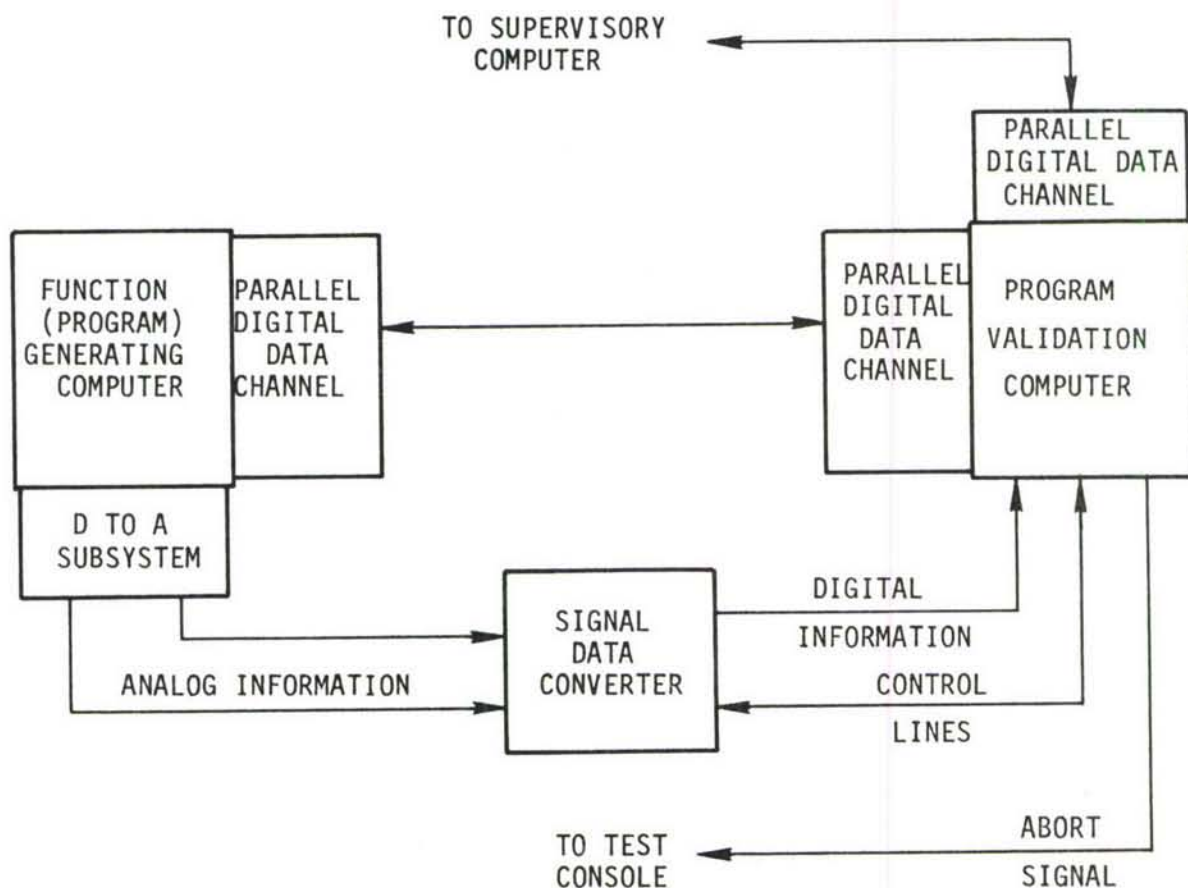 TO SUPERVISORY
COMPUTER
PARALLEL
DIGITAL DATA
CHANNEL
FUNCTION
(PROGRAM)
GENERATING
COMPUTER
PARALLEL
DIGITAL
DATA
CHANNEL
PARALLEL
DIGITAL
DATA
CHANNEL
PROGRAM
VALIDATION
COMPUTER
D TO A
SUBSYSTEM
ANALOG INFORMATION
SIGNAL
DATA
CONVERTER
DIGITAL
INFORMATION
CONTROL
LINES
TO TEST
CONSOLE
ABORT
SIGNAL